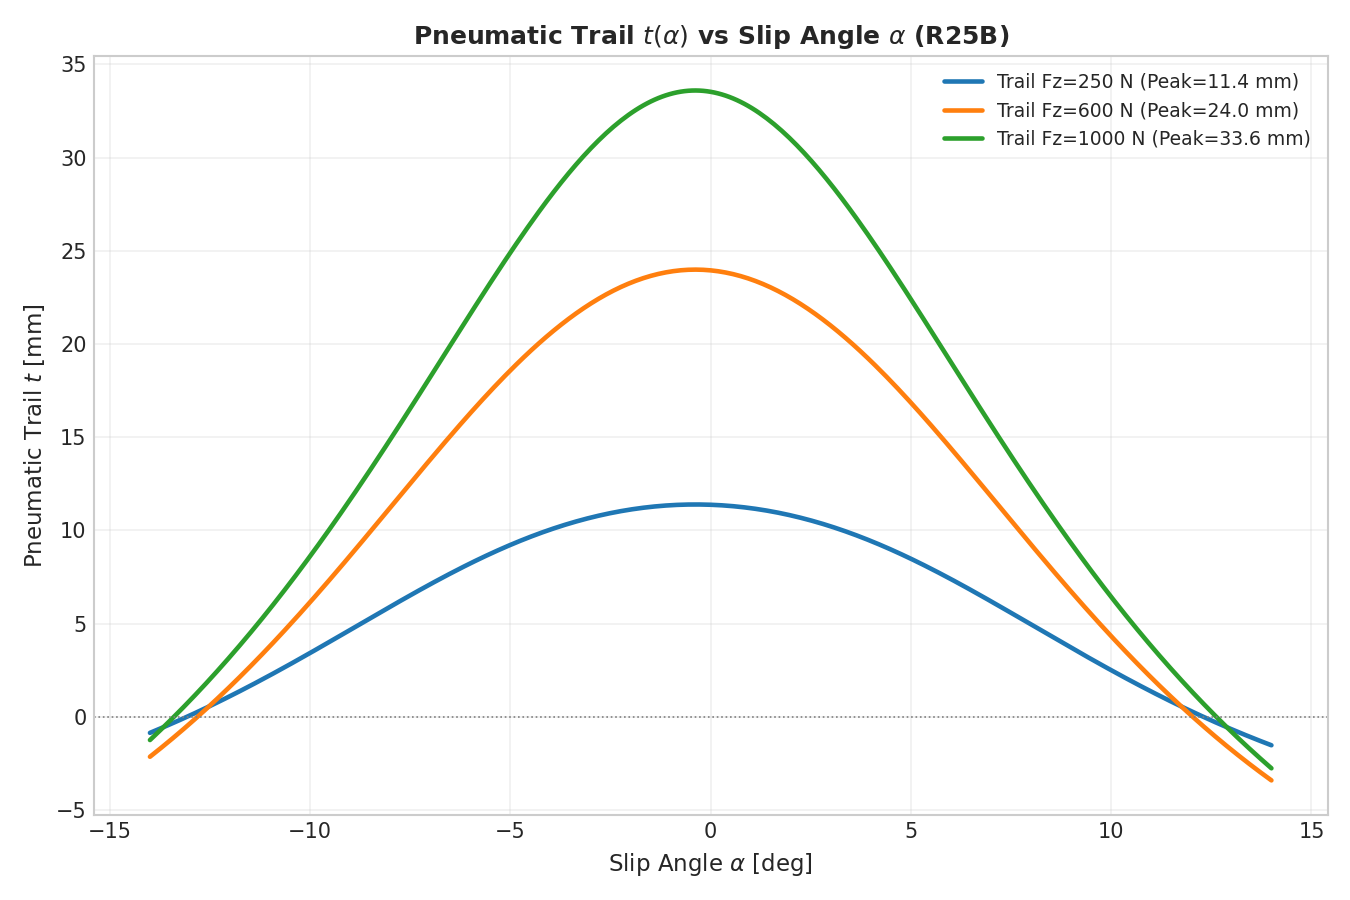 Pneumatic Trail t(α) vs Slip Angle α (R25B)
Trail Fz=250 N (Peak=11.4 mm)
Trail Fz=600 N (Peak=24.0 mm)
Trail Fz=1000 N (Peak=33.6 mm)
Pneumatic Trail t [mm]
35
30
25
20
15
10
5
0
−5
−15 −10 −5 0 5 10 15
Slip Angle α [deg]